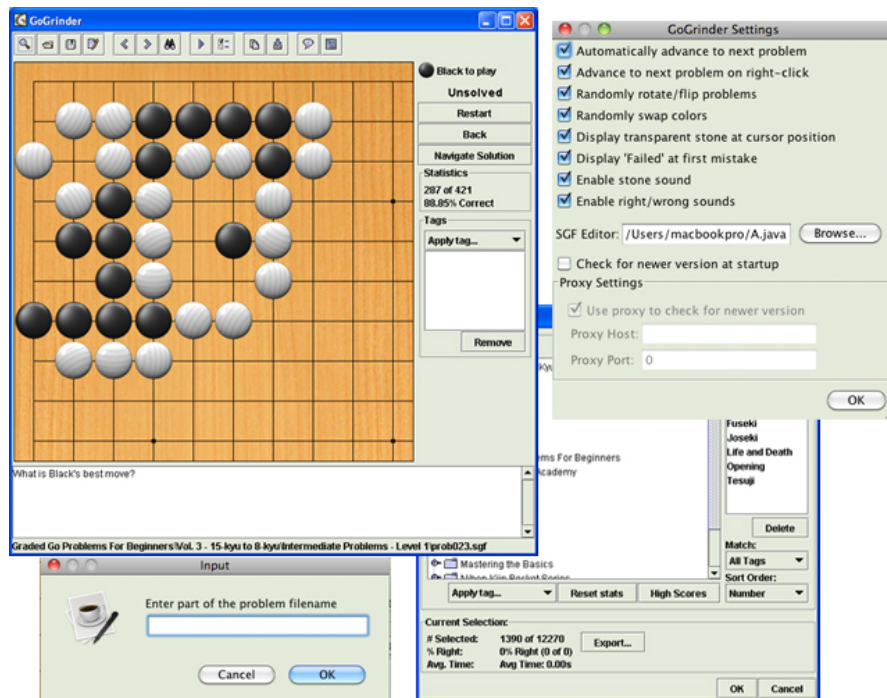 GoGrinder
Black to play
Unsolved
Restart
Back
Navigate Solution
Statistics
287 of 421
88.85% Correct
Tags
Apply tag...
Remove
What is Black's best move?
Graded Go Problems For Beginners\Vol. 3 - 15-kyu to 8-kyu\Intermediate Problems - Level 1\prob023.sgf
GoGrinder Settings
Automatically advance to next problem
Advance to next problem on right-click
Randomly rotate/flip problems
Randomly swap colors
Display transparent stone at cursor position
Display 'Failed' at first mistake
Enable stone sound
Enable right/wrong sounds
SGF Editor: /Users/macbookpro/A.java Browse...
Check for newer version at startup
Proxy Settings
Use proxy to check for newer version
Proxy Host:
Proxy Port: 0
OK
Input
Enter part of the problem filename
Cancel OK
ems For Beginners
Academy
Mastering the Basics
Fuseki
Joseki
Life and Death
Opening
Tesuji
Delete
Match:
All Tags
Sort Order:
Number
Apply tag... Reset stats High Scores
Current Selection:
# Selected: 1390 of 12270
% Right: 0% Right (0 of 0)
Avg. Time: Avg Time: 0.00s
Export...
OK Cancel